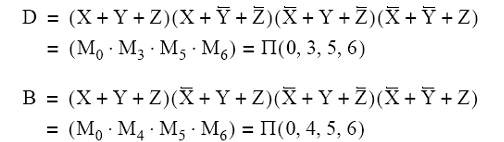 D = (X + Y + Z)(X + Y̅ + Z̅)(X̅ + Y + Z̅)(X̅ + Y̅ + Z)
= (M₀ · M₃ · M₅ · M₆) = Π(0, 3, 5, 6)
B = (X + Y + Z)(X̅ + Y + Z)(X̅ + Y + Z̅)(X̅ + Y̅ + Z)
= (M₀ · M₄ · M₅ · M₆) = Π(0, 4, 5, 6)